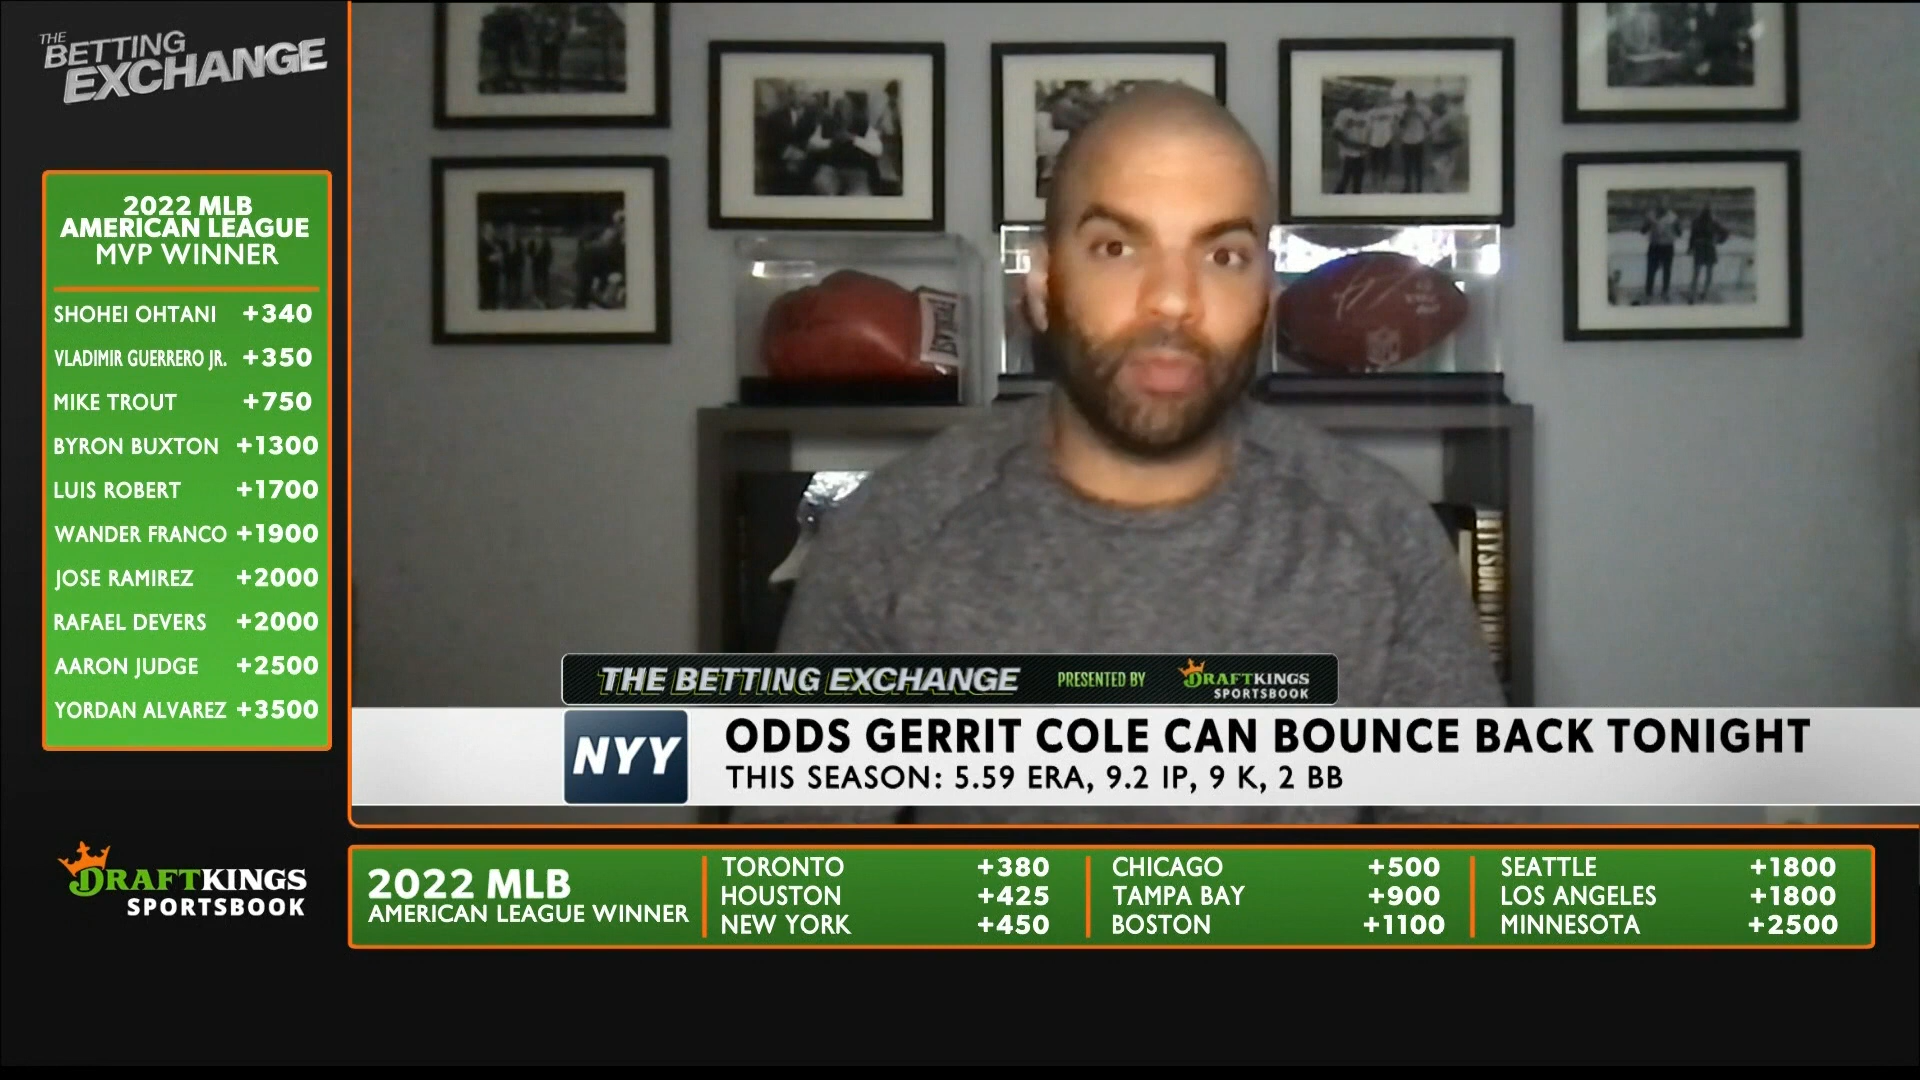 THE
BETTING
EXCHANGE
2022 MLB
AMERICAN LEAGUE
MVP WINNER
SHOHEI OHTANI +340
VLADIMIR GUERRERO JR. +350
MIKE TROUT +750
BYRON BUXTON +1300
LUIS ROBERT +1700
WANDER FRANCO +1900
JOSE RAMIREZ +2000
RAFAEL DEVERS +2000
AARON JUDGE +2500
YORDAN ALVAREZ +3500
THE BETTING EXCHANGE PRESENTED BY DRAFTKINGS
SPORTSBOOK
NYY
ODDS GERRIT COLE CAN BOUNCE BACK TONIGHT
THIS SEASON: 5.59 ERA, 9.2 IP, 9 K, 2 BB
DRAFTKINGS
SPORTSBOOK
2022 MLB
AMERICAN LEAGUE WINNER
TORONTO +380
HOUSTON +425
NEW YORK +450
CHICAGO +500
TAMPA BAY +900
BOSTON +1100
SEATTLE +1800
LOS ANGELES +1800
MINNESOTA +2500